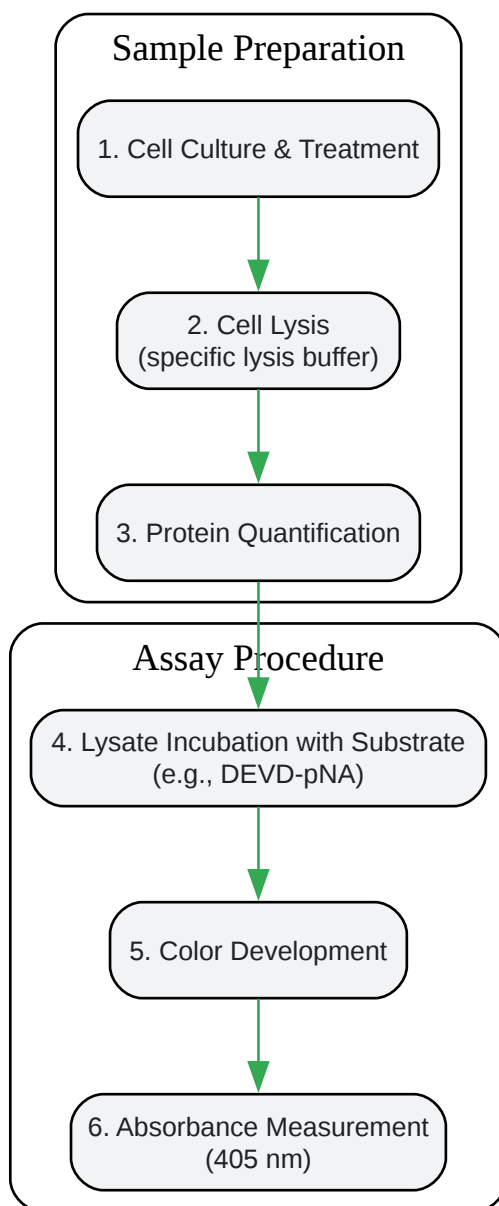 Sample Preparation
1. Cell Culture & Treatment
2. Cell Lysis
(specific lysis buffer)
3. Protein Quantification
Assay Procedure
4. Lysate Incubation with Substrate
(e.g., DEVD-pNA)
5. Color Development
6. Absorbance Measurement
(405 nm)